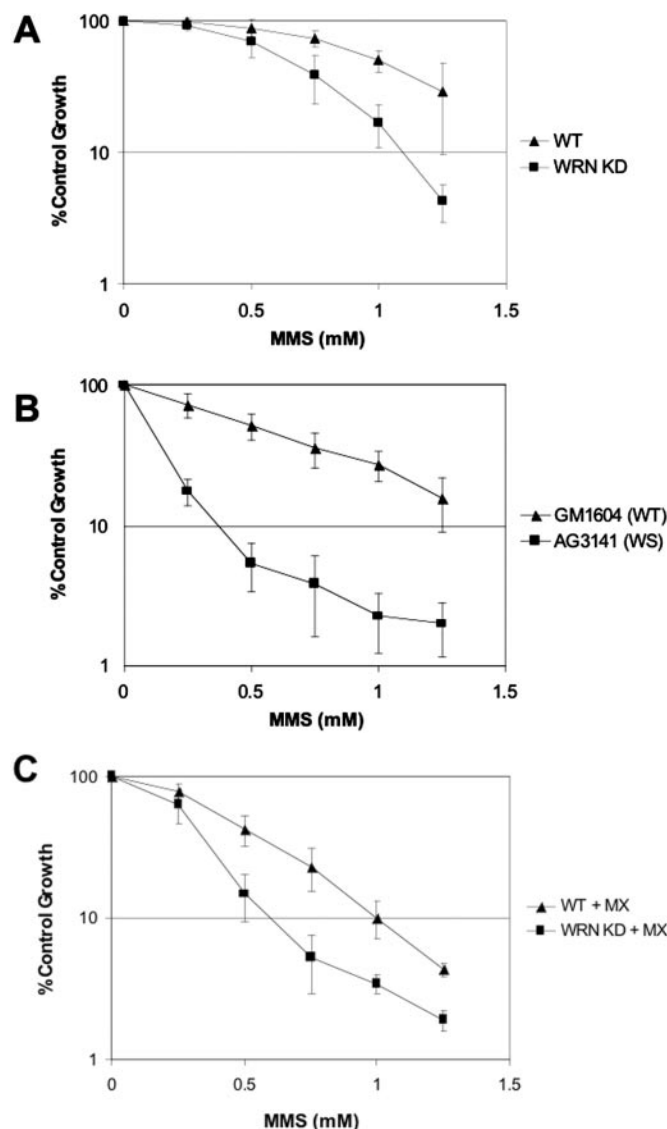 A
%Control Growth
100
10
1
0
0.5
1
1.5
MMS (mM)
WT
WRN KD
B
%Control Growth
100
10
1
0
0.5
1
1.5
MMS (mM)
GM1604 (WT)
AG3141 (WS)
C
%Control Growth
100
10
1
0
0.5
1
1.5
MMS (mM)
WT + MX
WRN KD + MX